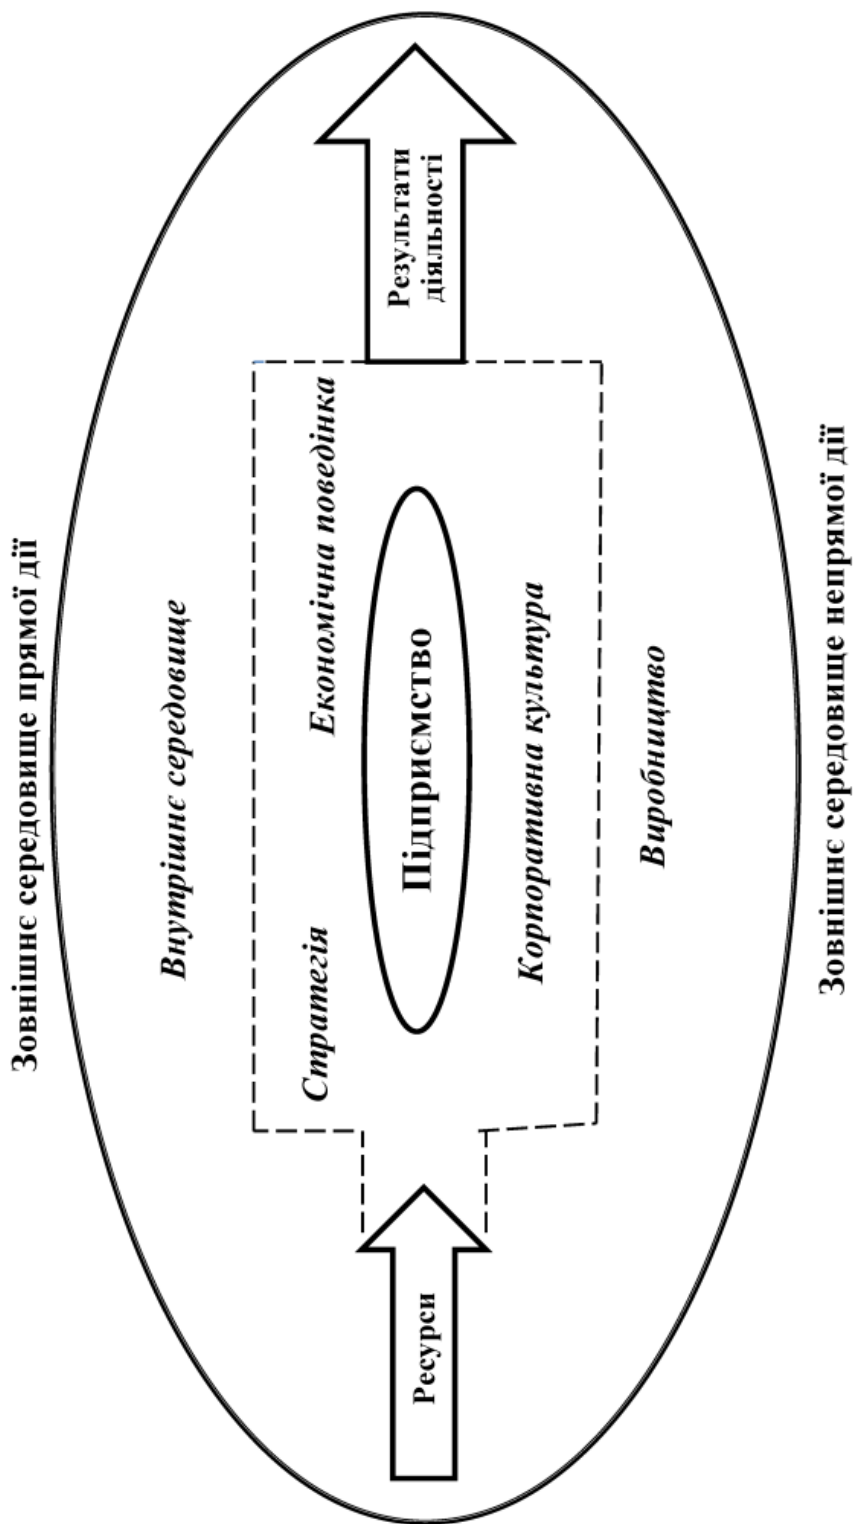 Зовнішнє середовище прямої дії
Внутрішнє середовище
Стратегія
Економічна поведінка
Ресурси
Підприємство
Результати
діяльності
Корпоративна культура
Виробництво
Зовнішнє середовище непрямої дії